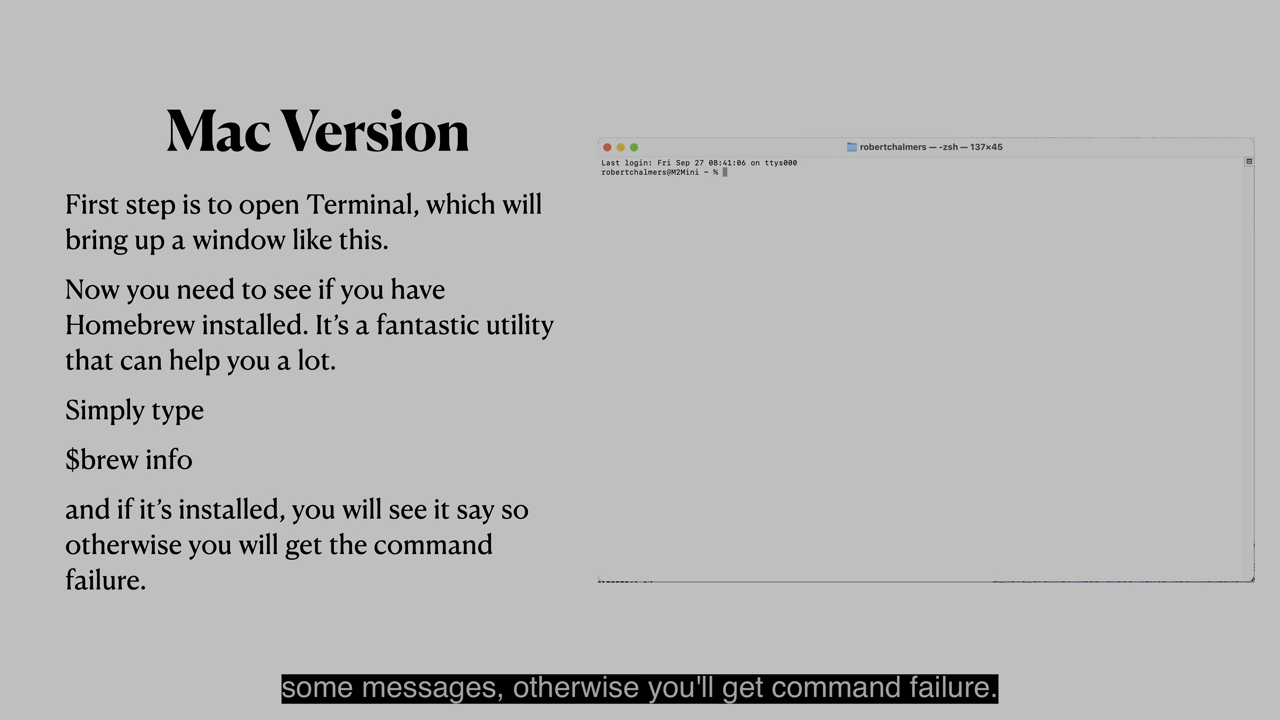 Mac Version
First step is to open Terminal, which will
bring up a window like this.
Now you need to see if you have
Homebrew installed. It’s a fantastic utility
that can help you a lot.
Simply type
$brew info
and if it’s installed, you will see it say so
otherwise you will get the command
failure.
robertchalmers — -zsh — 137×45
Last login: Fri Sep 27 08:41:06 on ttys000
robertchalmers@M2Mini ~ %
some messages, otherwise you'll get command failure.